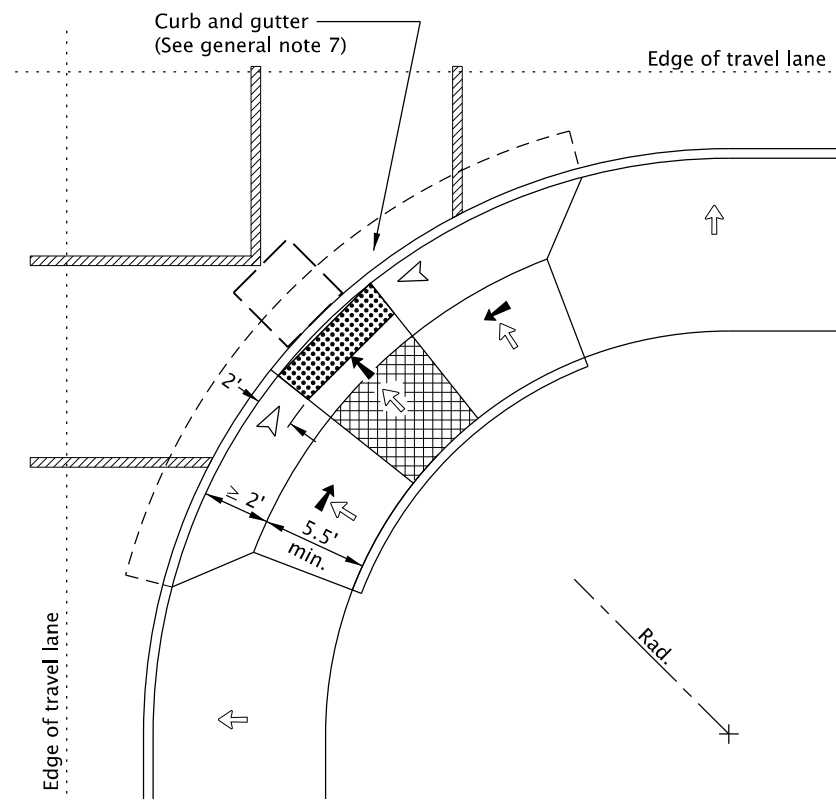 Curb and gutter
(See general note 7)
Edge of travel lane
2'
≥ 2'
5.5'
min.
Rad.
Edge of travel lane